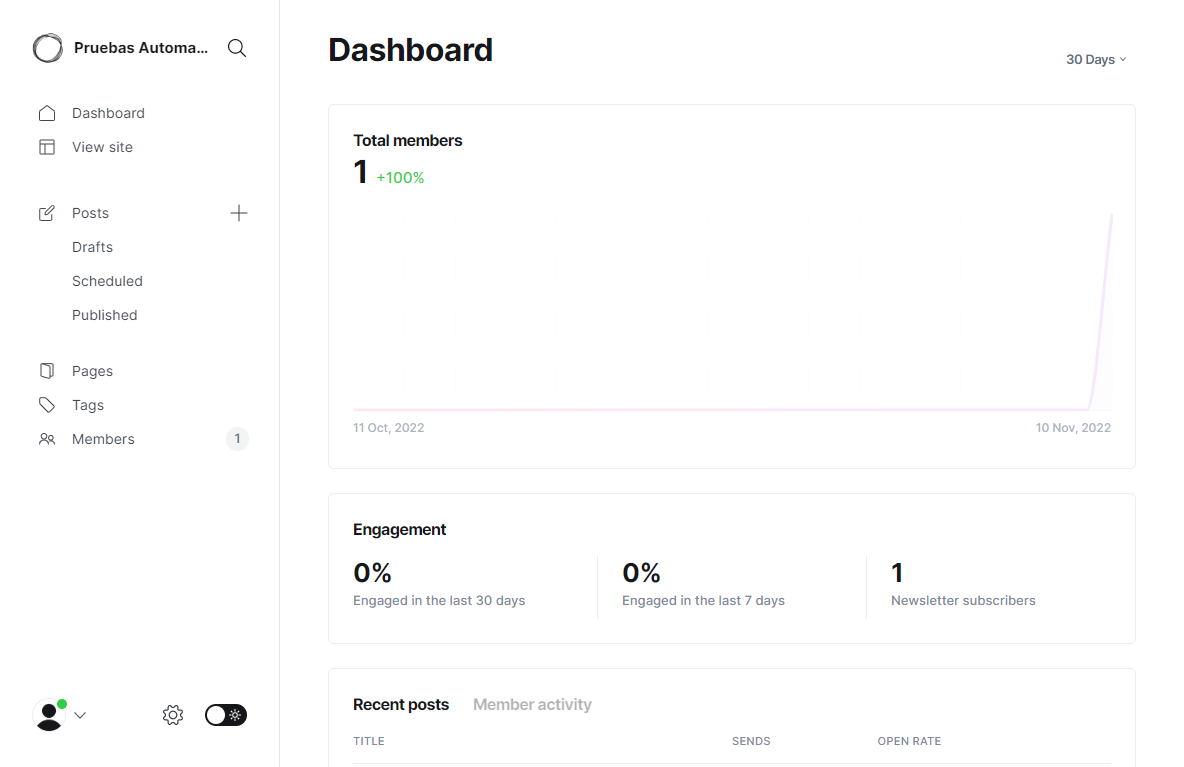 Pruebas Automa...
Dashboard
View site
Posts
Drafts
Scheduled
Published
Pages
Tags
Members 1
Dashboard
30 Days
Total members
1 +100%
11 Oct, 2022 10 Nov, 2022
Engagement
0% 0% 1
Engaged in the last 30 days Engaged in the last 7 days Newsletter subscribers
Recent posts Member activity
TITLE SENDS OPEN RATE